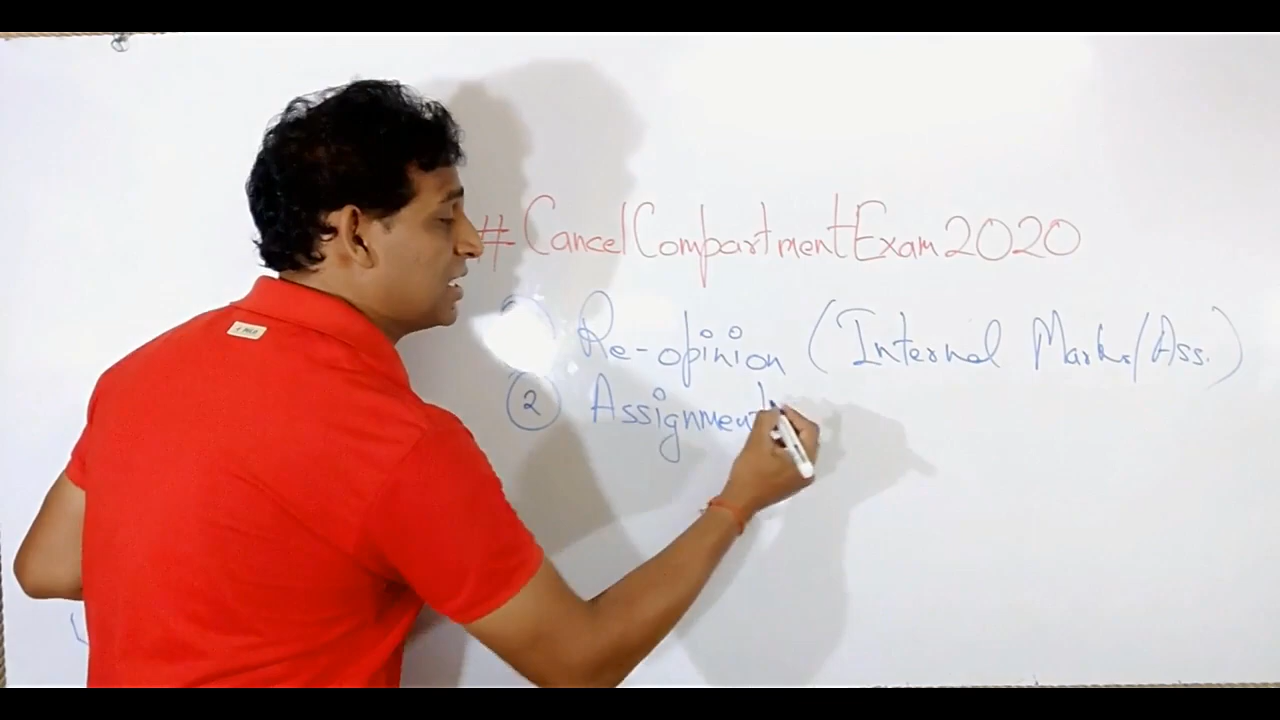 #CancelCompartmentExam2020
Re-opinion (Internal Marks/Ass.)
② Assignment